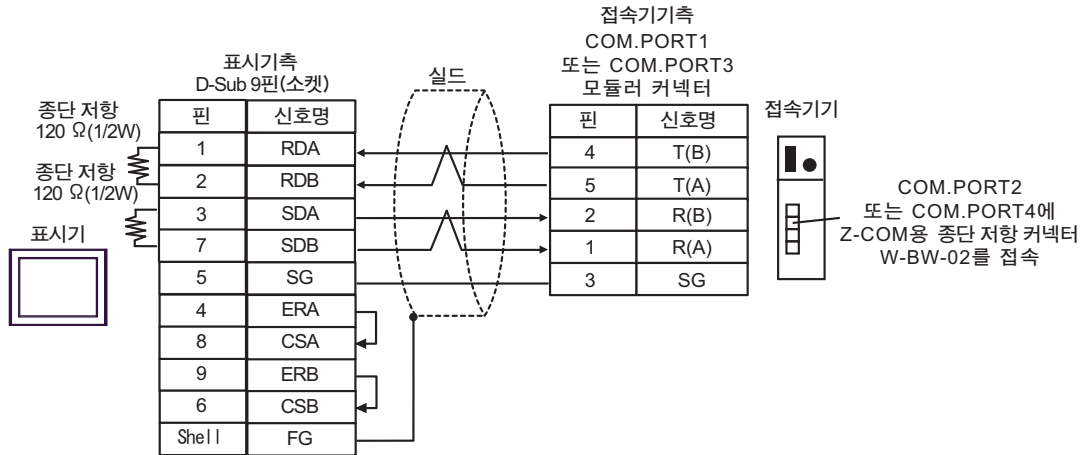 접속기기측
COM.PORT1
또는 COM.PORT3
모듈러 커넥터
표시기측
D-Sub 9핀(소켓)
실드
접속기기
종단 저항
120 Ω(1/2W)
종단 저항
120 Ω(1/2W)
표시기
핀 신호명
1 RDA
2 RDB
3 SDA
7 SDB
5 SG
4 ERA
8 CSA
9 ERB
6 CSB
Shell FG
핀 신호명
4 T(B)
5 T(A)
2 R(B)
1 R(A)
3 SG
COM.PORT2
또는 COM.PORT4에
Z-COM용 종단 저항 커넥터
W-BW-02를 접속